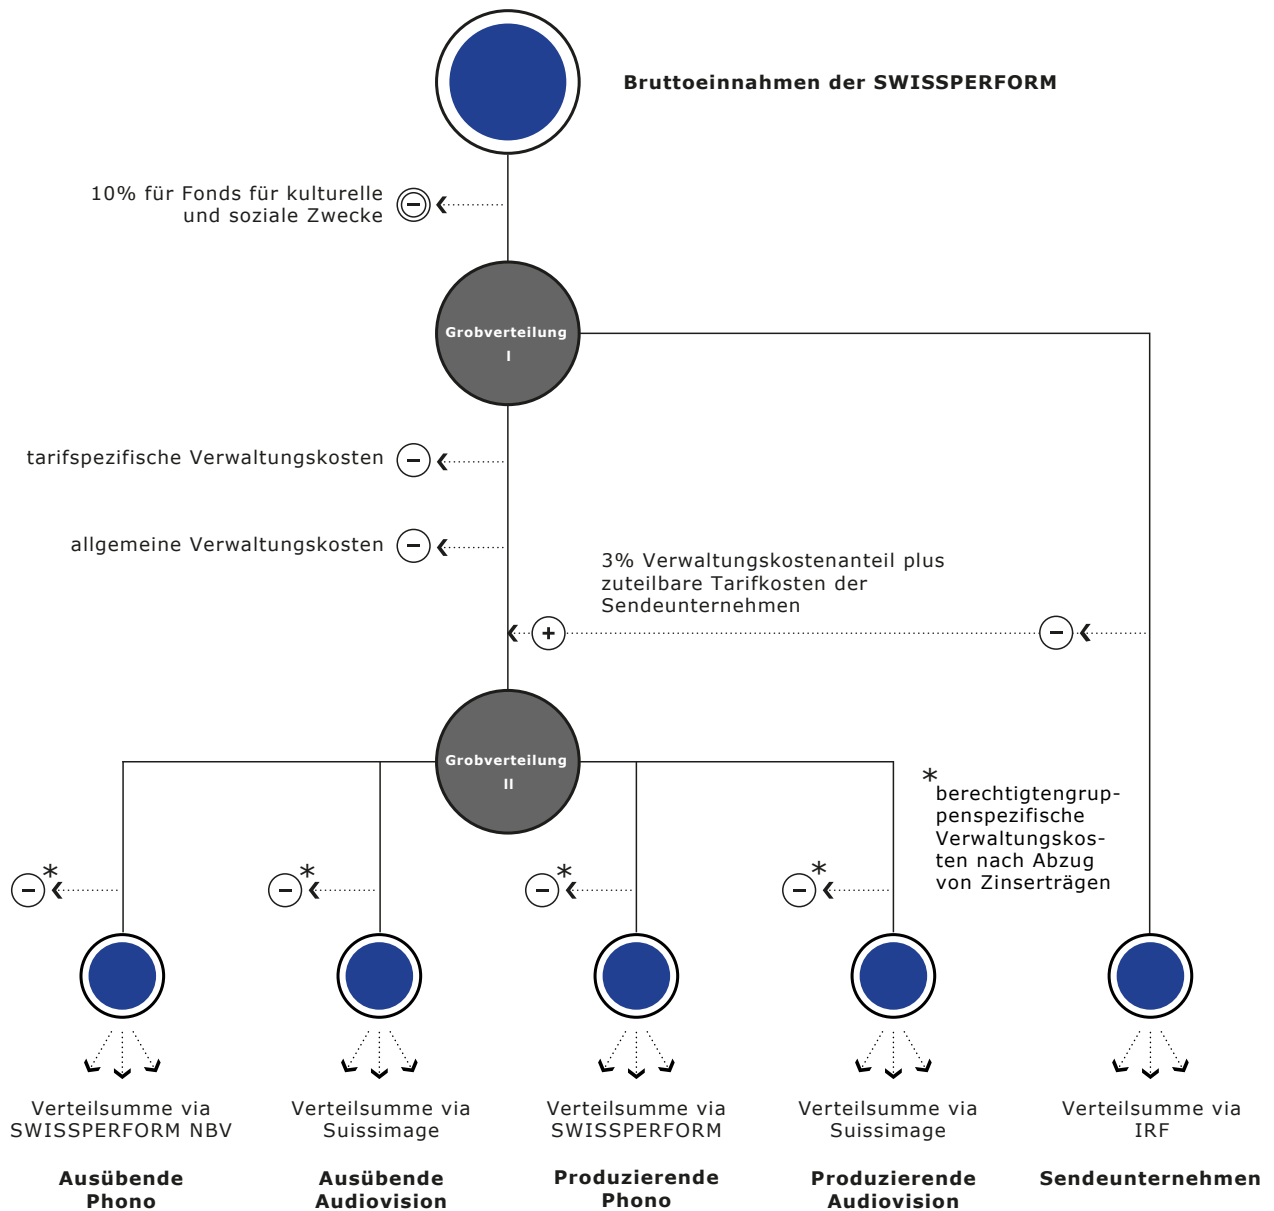 Bruttoeinnahmen der SWISSPERFORM
10% für Fonds für kulturelle
und soziale Zwecke
Grobverteilung
I
tarifspezifische Verwaltungskosten
allgemeine Verwaltungskosten
3% Verwaltungskostenanteil plus
zuteilbare Tarifkosten der
Sendeunternehmen
Grobverteilung
II
*
berechtigtengrup-
penspezifische
Verwaltungskos-
ten nach Abzug
von Zinserträgen
*
*
*
*
Verteilsumme via
SWISSPERFORM NBV
Ausübende
Phono
Verteilsumme via
Suissimage
Ausübende
Audiovision
Verteilsumme via
SWISSPERFORM
Produzierende
Phono
Verteilsumme via
Suissimage
Produzierende
Audiovision
Verteilsumme via
IRF
Sendeunternehmen